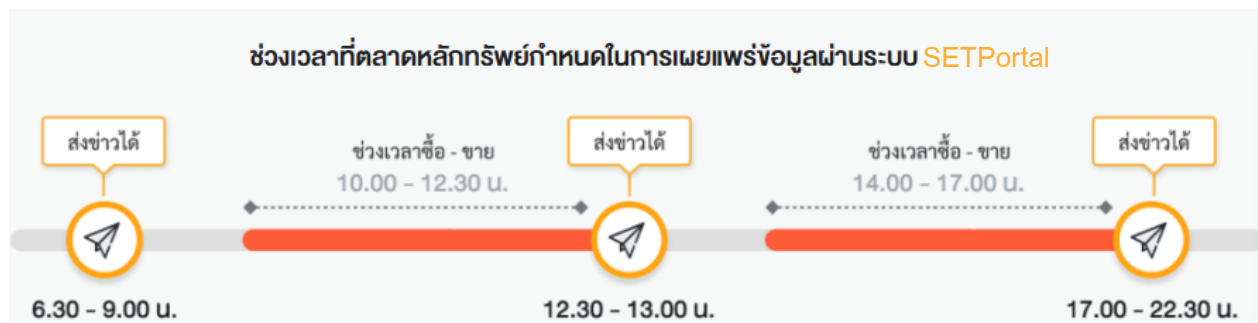 ช่วงเวลาที่ตลาดหลักทรัพย์กำหนดในการเผยแพร่ข้อมูลผ่านระบบ SETPortal
ส่งข่าวได้
ช่วงเวลาซื้อ - ขาย
10.00 – 12.30 น.
ส่งข่าวได้
ช่วงเวลาซื้อ - ขาย
14.00 – 17.00 น.
ส่งข่าวได้
6.30 – 9.00 น.
12.30 – 13.00 น.
17.00 – 22.30 น.